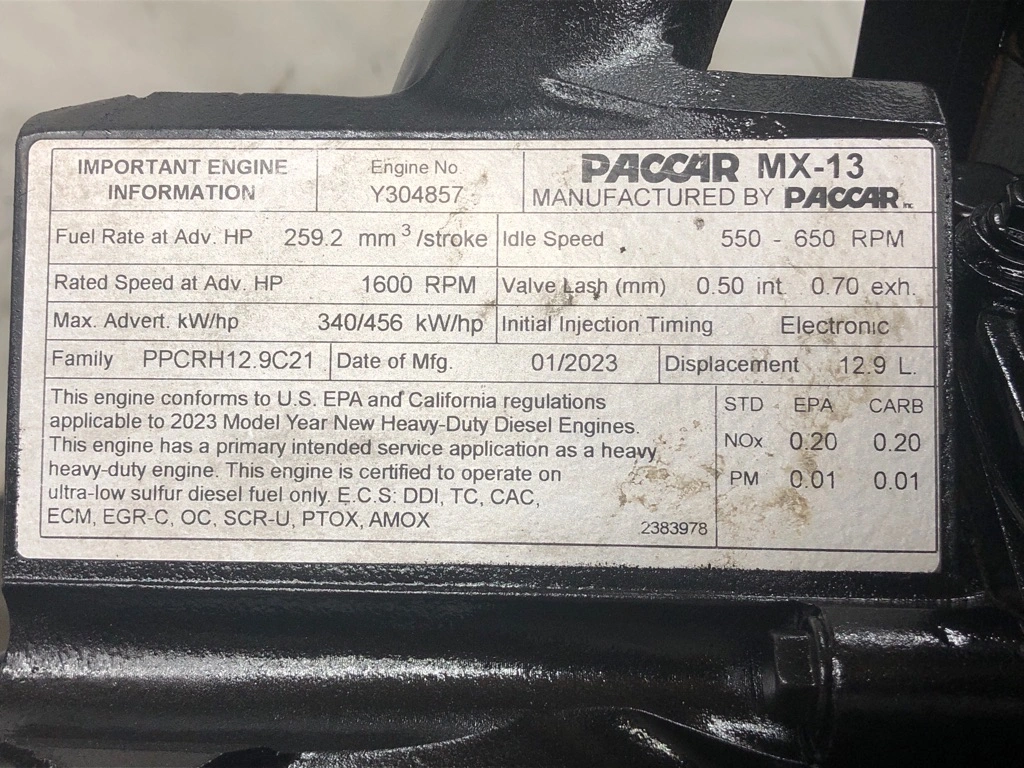 IMPORTANT ENGINE INFORMATION
Engine No.
Y304857
PACCAR MX-13
MANUFACTURED BY PACCAR Inc
Fuel Rate at Adv. HP 259.2 mm³/stroke
Idle Speed 550 - 650 RPM
Rated Speed at Adv. HP 1600 RPM
Valve Lash (mm) 0.50 int. 0.70 exh.
Max. Advert. kW/hp 340/456 kW/hp
Initial Injection Timing Electronic
Family PPCRH12.9C21
Date of Mfg. 01/2023
Displacement 12.9 L.
This engine conforms to U.S. EPA and California regulations
applicable to 2023 Model Year New Heavy-Duty Diesel Engines.
This engine has a primary intended service application as a heavy
heavy-duty engine. This engine is certified to operate on
ultra-low sulfur diesel fuel only. E.C.S: DDI, TC, CAC,
ECM, EGR-C, OC, SCR-U, PTOX, AMOX
2383978
STD EPA CARB
NOx 0.20 0.20
PM 0.01 0.01